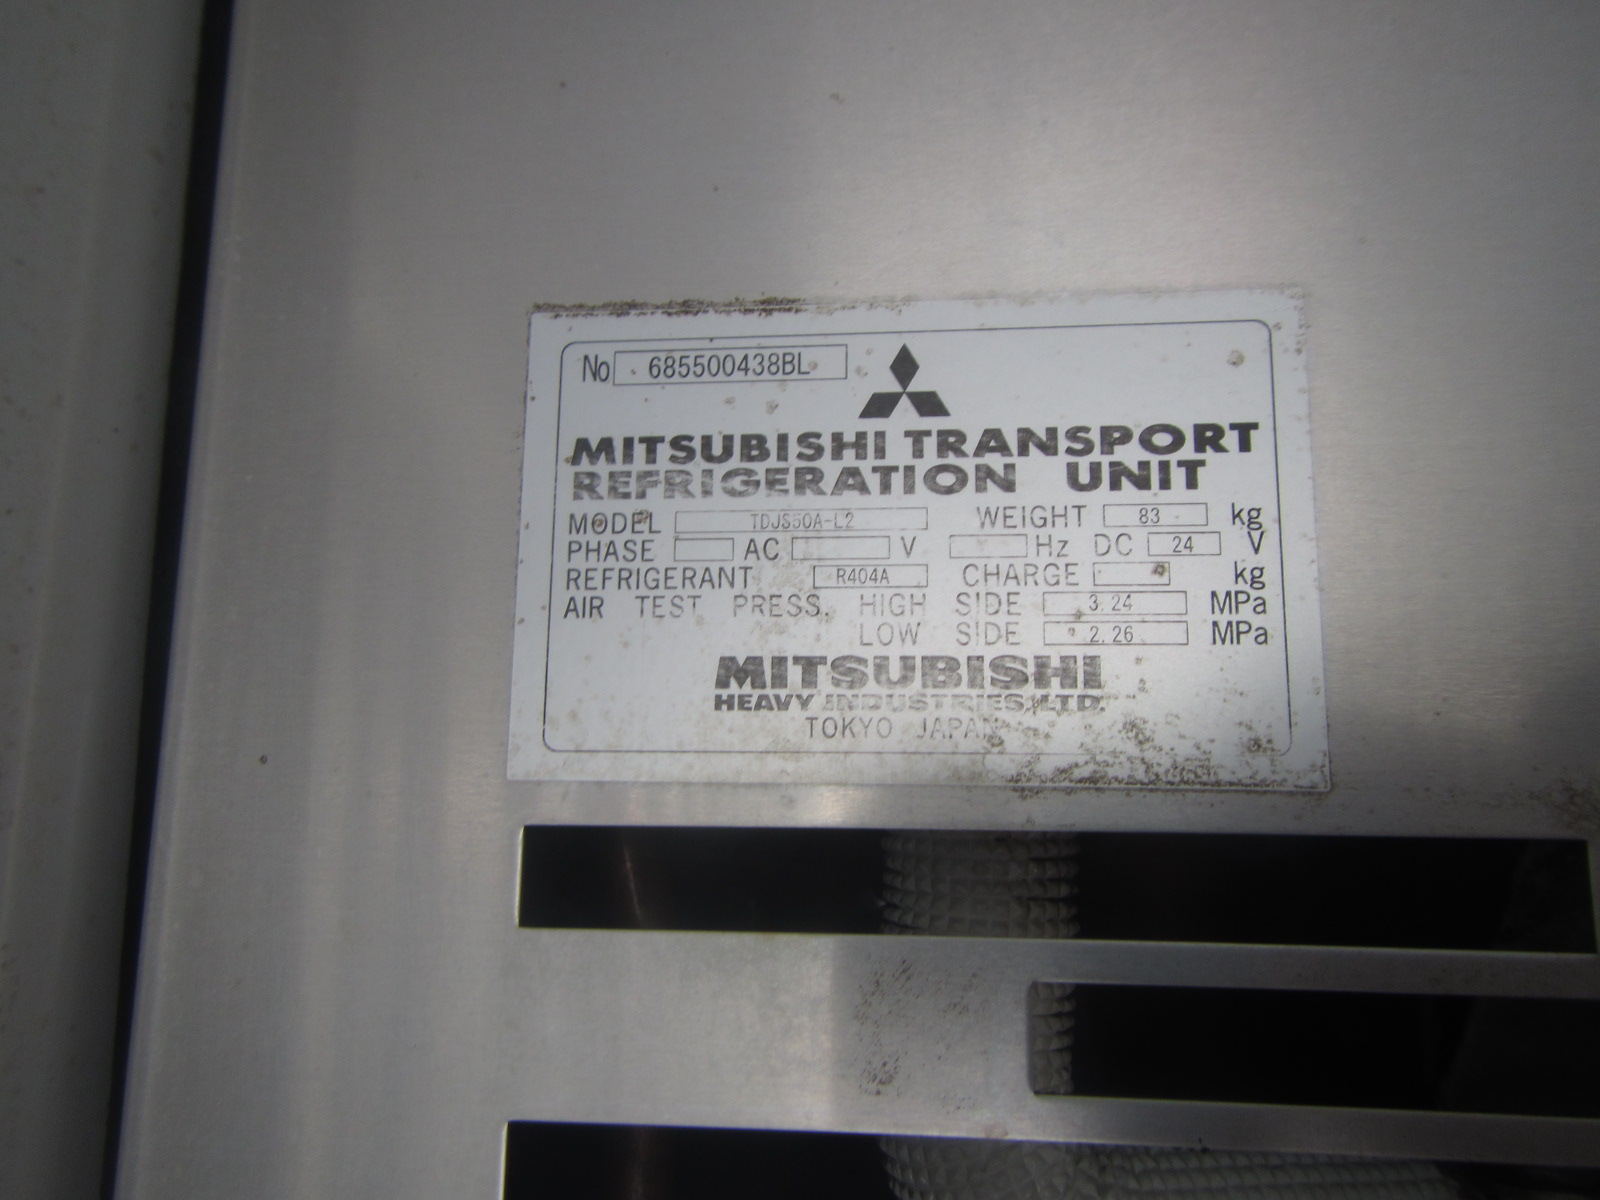 No 685500438BL
MITSUBISHI TRANSPORT
REFRIGERATION UNIT
MODEL TDJS50A-L2 WEIGHT 83 kg
PHASE AC V Hz DC 24 V
REFRIGERANT R404A CHARGE kg
AIR TEST PRESS. HIGH SIDE 3.24 MPa
LOW SIDE 2.26 MPa
MITSUBISHI
HEAVY INDUSTRIES, LTD.
TOKYO JAPAN